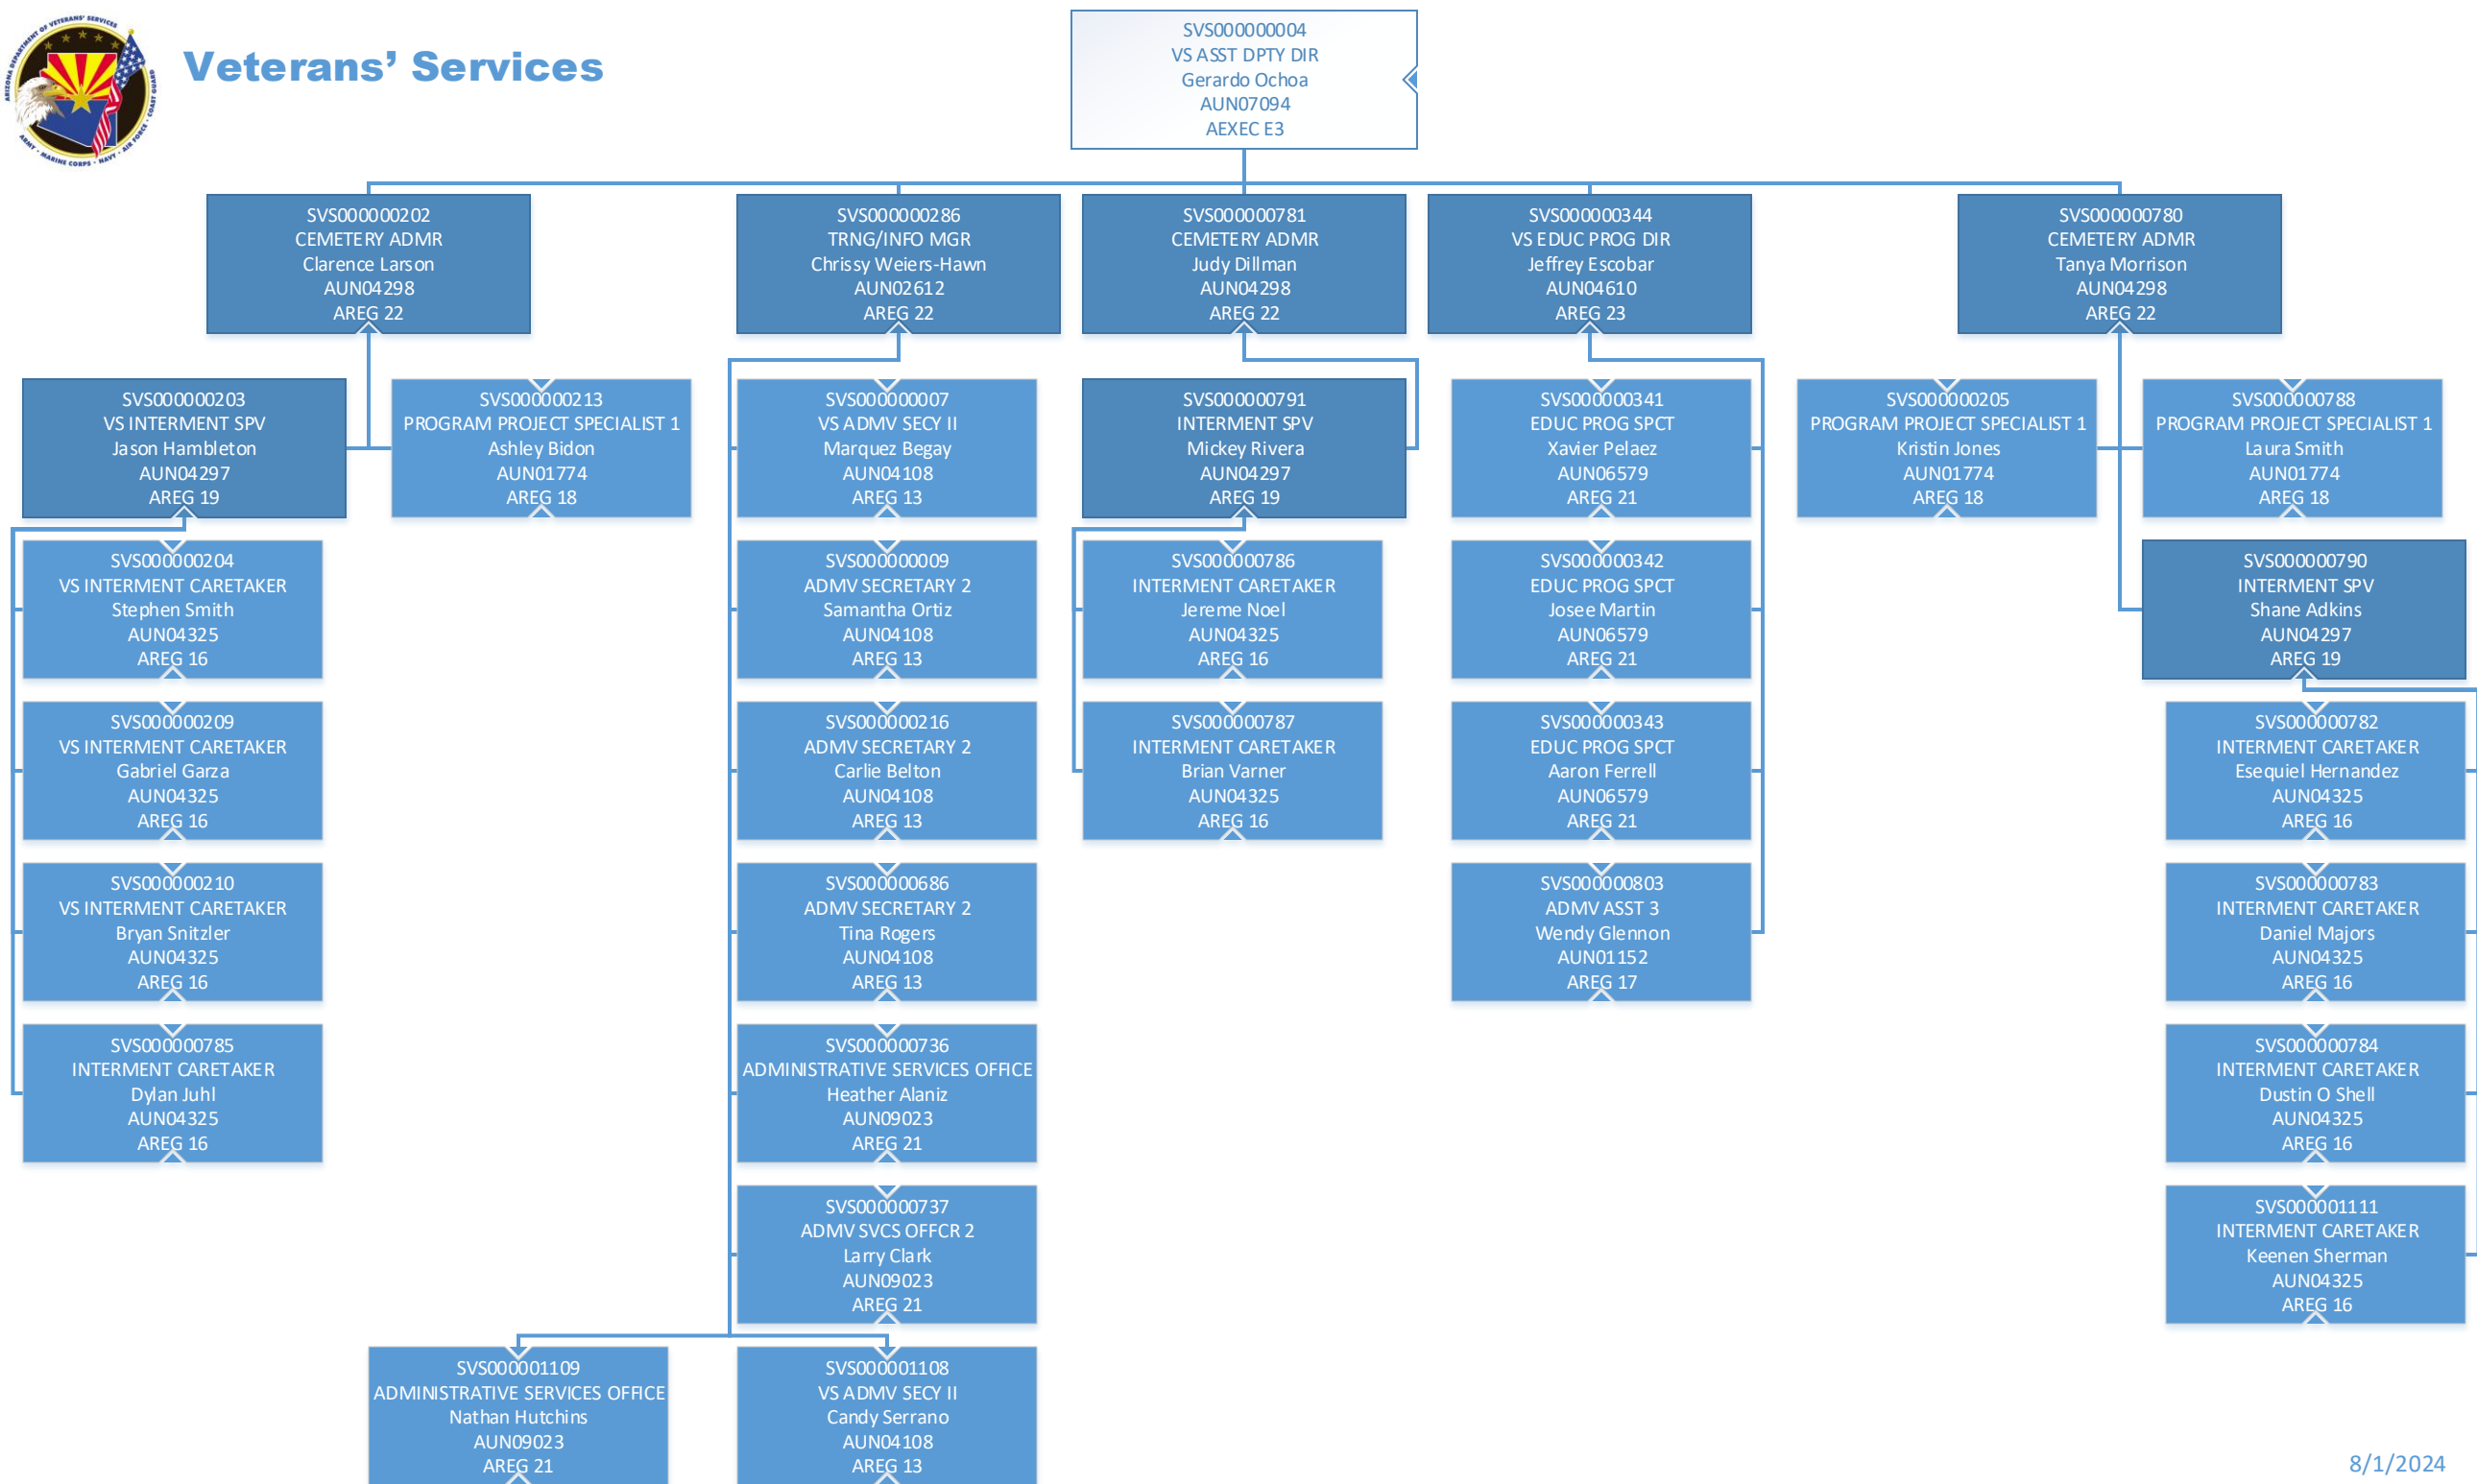 ARIZONA DEPARTMENT OF VETERANS' SERVICES
ARMY · MARINE CORPS · NAVY · AIR FORCE · COAST GUARD
Veterans' Services
SVS000000004
VS ASST DPTY DIR
Gerardo Ochoa
AUN07094
AEXEC E3
SVS000000202
CEMETERY ADMR
Clarence Larson
AUN04298
AREG 22
SVS000000286
TRNG/INFO MGR
Chrissy Weiers-Hawn
AUN02612
AREG 22
SVS000000781
CEMETERY ADMR
Judy Dillman
AUN04298
AREG 22
SVS000000344
VS EDUC PROG DIR
Jeffrey Escobar
AUN04610
AREG 23
SVS000000780
CEMETERY ADMR
Tanya Morrison
AUN04298
AREG 22
SVS000000203
VS INTERMENT SPV
Jason Hambleton
AUN04297
AREG 19
SVS000000213
PROGRAM PROJECT SPECIALIST 1
Ashley Bidon
AUN01774
AREG 18
SVS000000007
VS ADMV SECY II
Marquez Begay
AUN04108
AREG 13
SVS000000791
INTERMENT SPV
Mickey Rivera
AUN04297
AREG 19
SVS000000341
EDUC PROG SPCT
Xavier Pelaez
AUN06579
AREG 21
SVS000000205
PROGRAM PROJECT SPECIALIST 1
Kristin Jones
AUN01774
AREG 18
SVS000000788
PROGRAM PROJECT SPECIALIST 1
Laura Smith
AUN01774
AREG 18
SVS000000204
VS INTERMENT CARETAKER
Stephen Smith
AUN04325
AREG 16
SVS000000009
ADMV SECRETARY 2
Samantha Ortiz
AUN04108
AREG 13
SVS000000786
INTERMENT CARETAKER
Jereme Noel
AUN04325
AREG 16
SVS000000342
EDUC PROG SPCT
Josee Martin
AUN06579
AREG 21
SVS000000790
INTERMENT SPV
Shane Adkins
AUN04297
AREG 19
SVS000000209
VS INTERMENT CARETAKER
Gabriel Garza
AUN04325
AREG 16
SVS000000216
ADMV SECRETARY 2
Carlie Belton
AUN04108
AREG 13
SVS000000787
INTERMENT CARETAKER
Brian Varner
AUN04325
AREG 16
SVS000000343
EDUC PROG SPCT
Aaron Ferrell
AUN06579
AREG 21
SVS000000782
INTERMENT CARETAKER
Esequiel Hernandez
AUN04325
AREG 16
SVS000000210
VS INTERMENT CARETAKER
Bryan Snitzler
AUN04325
AREG 16
SVS000000686
ADMV SECRETARY 2
Tina Rogers
AUN04108
AREG 13
SVS000000803
ADMV ASST 3
Wendy Glennon
AUN01152
AREG 17
SVS000000783
INTERMENT CARETAKER
Daniel Majors
AUN04325
AREG 16
SVS000000785
INTERMENT CARETAKER
Dylan Juhl
AUN04325
AREG 16
SVS000000736
ADMINISTRATIVE SERVICES OFFICE
Heather Alaniz
AUN09023
AREG 21
SVS000000784
INTERMENT CARETAKER
Dustin O Shell
AUN04325
AREG 16
SVS000000737
ADMV SVCS OFFCR 2
Larry Clark
AUN09023
AREG 21
SVS000001111
INTERMENT CARETAKER
Keenen Sherman
AUN04325
AREG 16
SVS000001109
ADMINISTRATIVE SERVICES OFFICE
Nathan Hutchins
AUN09023
AREG 21
SVS000001108
VS ADMV SECY II
Candy Serrano
AUN04108
AREG 13
8/1/2024